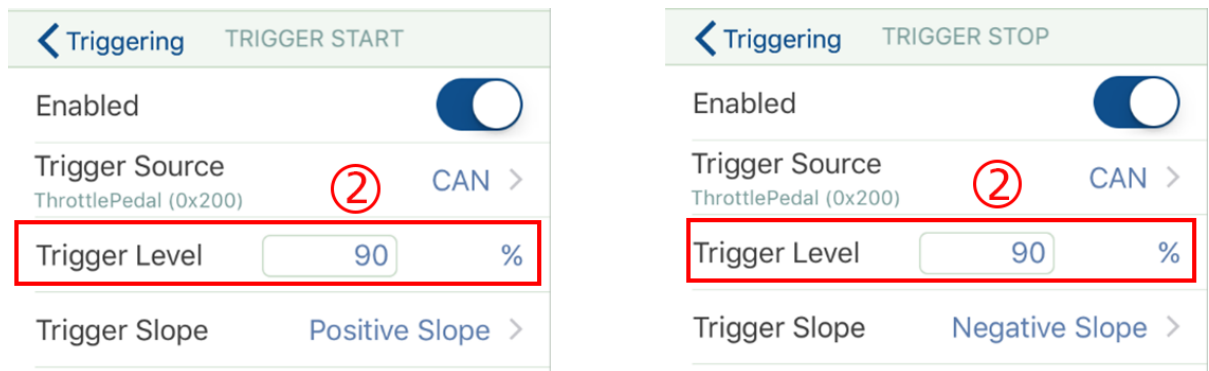 Triggering TRIGGER START
Enabled
Trigger Source
ThrottlePedal (0x200)
② CAN
Trigger Level 90 %
Trigger Slope Positive Slope
Triggering TRIGGER STOP
Enabled
Trigger Source
ThrottlePedal (0x200)
② CAN
Trigger Level 90 %
Trigger Slope Negative Slope